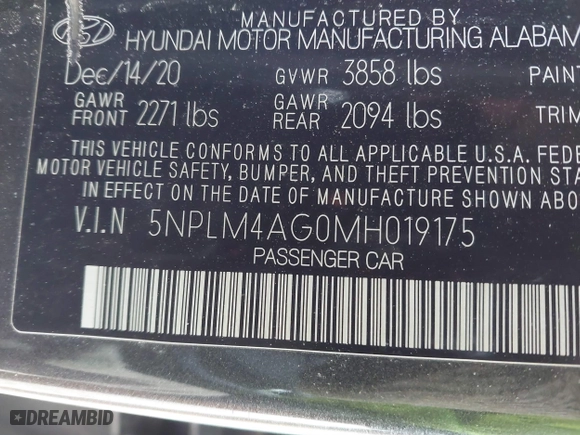 MANUFACTURED BY
HYUNDAI MOTOR MANUFACTURING ALABAM
Dec/14/20 GVWR 3858 lbs PAIN
GAWR FRONT 2271 lbs GAWR REAR 2094 lbs TRIM
THIS VEHICLE CONFORMS TO ALL APPLICABLE U.S.A. FEDE
MOTOR VEHICLE SAFETY, BUMPER, AND THEFT PREVENTION STA
IN EFFECT ON THE DATE OF MANUFACTURE SHOWN ABO
V.I.N 5NPLM4AG0MH019175
PASSENGER CAR
DREAMBID